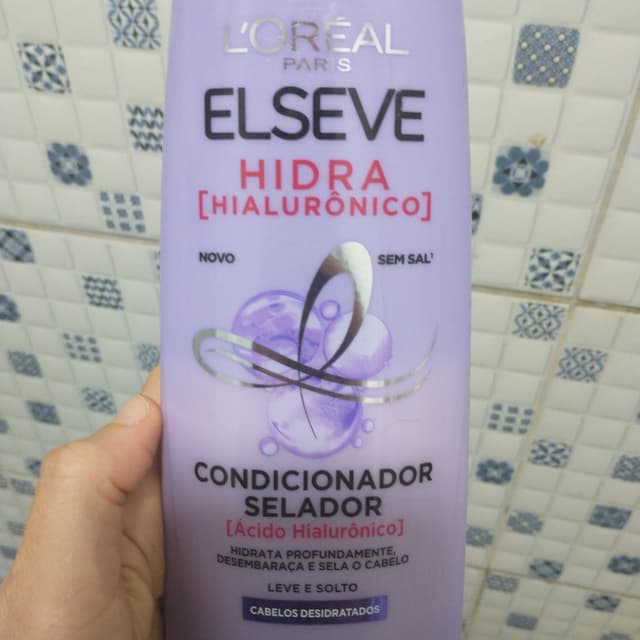 L'ORÉAL
PARIS
ELSEVE
HIDRA
[HIALURÔNICO]
NOVO
SEM SAL¹
CONDICIONADOR
SELADOR
[Ácido Hialurônico]
HIDRATA PROFUNDAMENTE,
DESEMBARAÇA E SELA O CABELO
LEVE E SOLTO
CABELOS DESIDRATADOS